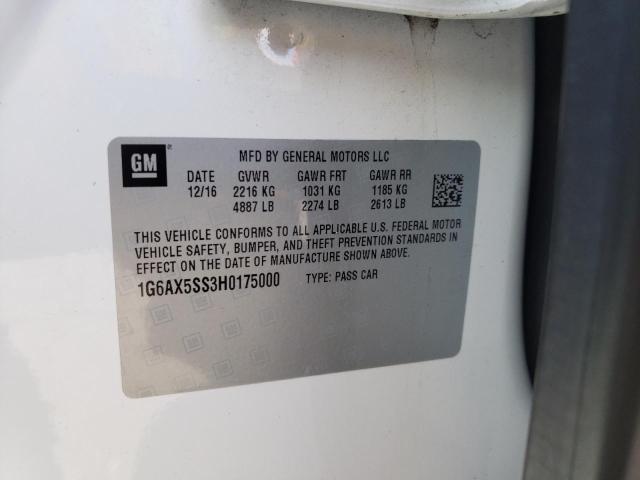 GM
MFD BY GENERAL MOTORS LLC
DATE GVWR GAWR FRT GAWR RR
12/16 2216 KG 1031 KG 1185 KG
4887 LB 2274 LB 2613 LB
THIS VEHICLE CONFORMS TO ALL APPLICABLE U.S. FEDERAL MOTOR
VEHICLE SAFETY, BUMPER, AND THEFT PREVENTION STANDARDS IN
EFFECT ON THE DATE OF MANUFACTURE SHOWN ABOVE.
1G6AX5SS3H0175000 TYPE: PASS CAR